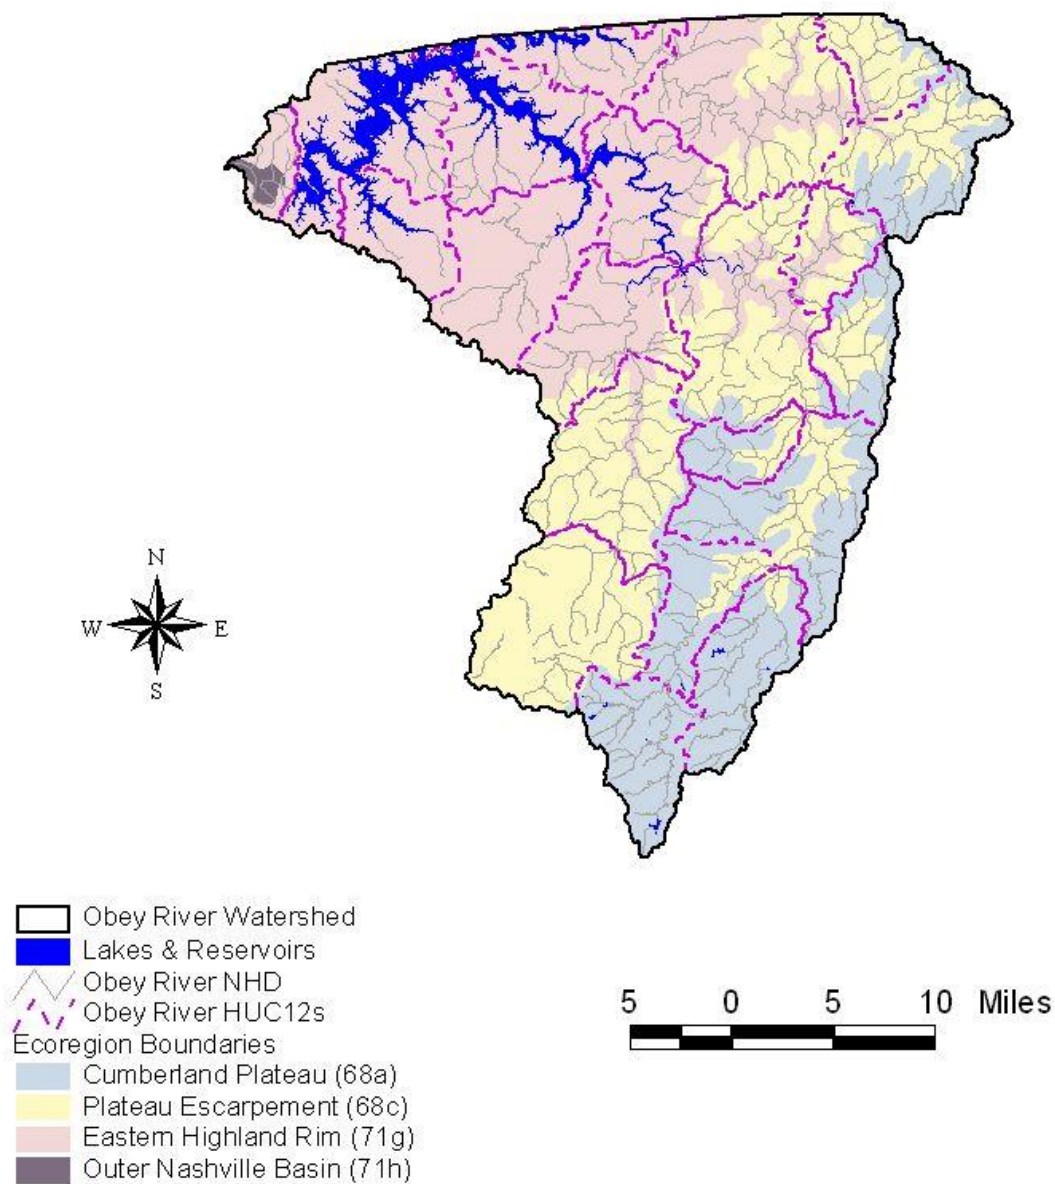 N
W E
S
Obey River Watershed
Lakes & Reservoirs
Obey River NHD
Obey River HUC12s
Ecoregion Boundaries
Cumberland Plateau (68a)
Plateau Escarpement (68c)
Eastern Highland Rim (71g)
Outer Nashville Basin (71h)
5 0 5 10 Miles